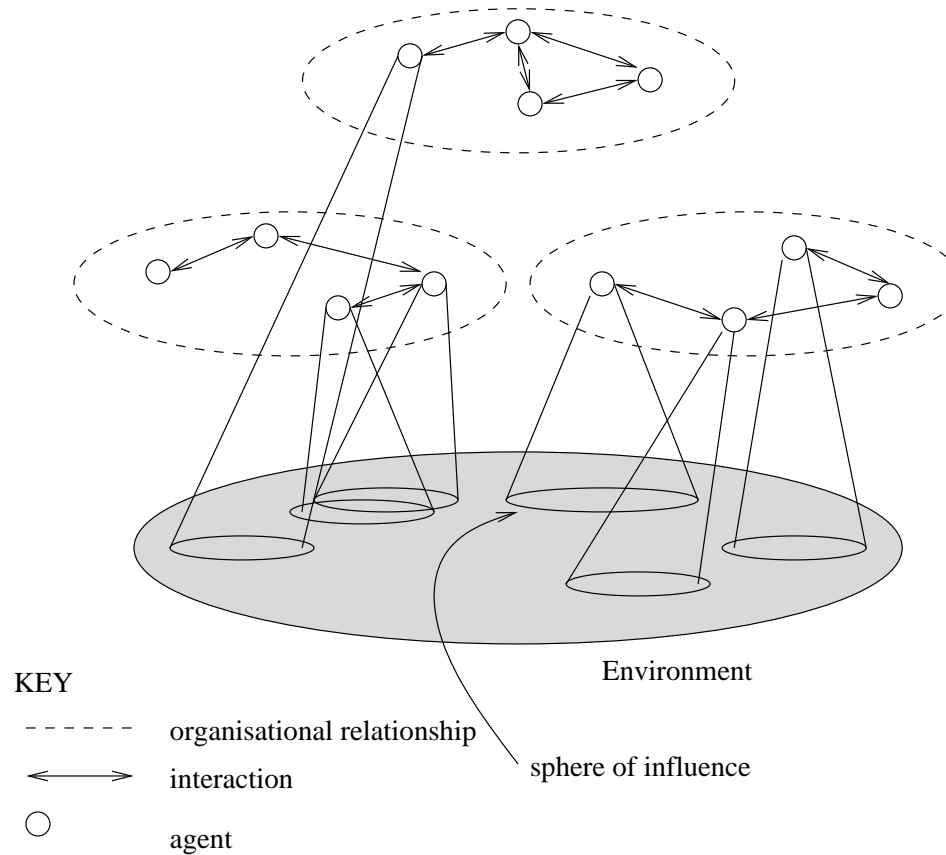 Environment
KEY
organisational relationship
sphere of influence
interaction
agent